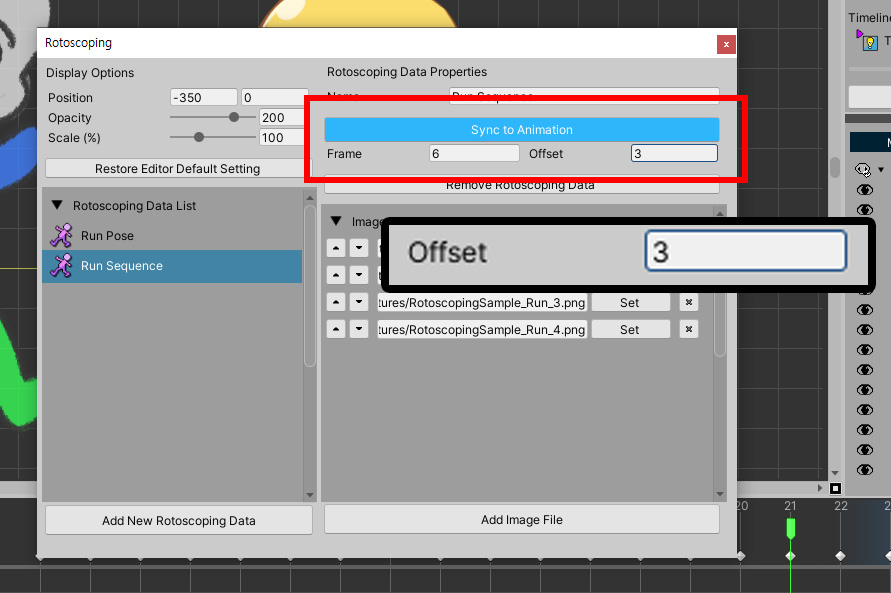 Timeline
T
Rotoscoping
x
Display Options
Rotoscoping Data Properties
Position
-350
0
Name
Run Sequence
Opacity
200
Sync to Animation
Scale (%)
100
Frame
6
Offset
3
Restore Editor Default Setting
Remove Rotoscoping Data
Rotoscoping Data List
Run Pose
Run Sequence
Offset
3
tures/RotoscopingSample_Run_3.png
Set
tures/RotoscopingSample_Run_4.png
Set
Add New Rotoscoping Data
Add Image File
20
21
22